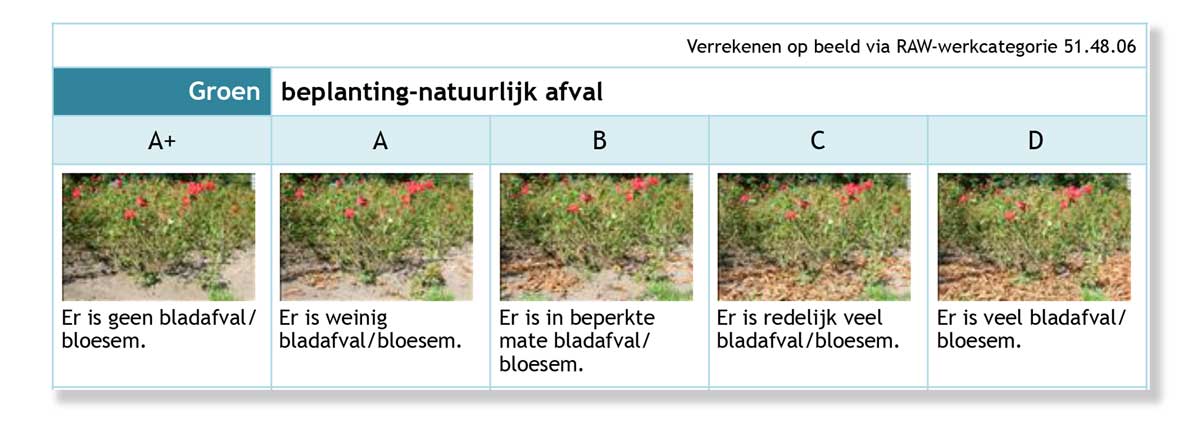 Verrekenen op beeld via RAW-werkcategorie 51.48.06
Groen beplanting-natuurlijk afval
A+ A B C D
Er is geen bladafval/
bloesem.
Er is weinig
bladafval/bloesem.
Er is in beperkte
mate bladafval/
bloesem.
Er is redelijk veel
bladafval/bloesem.
Er is veel bladafval/
bloesem.